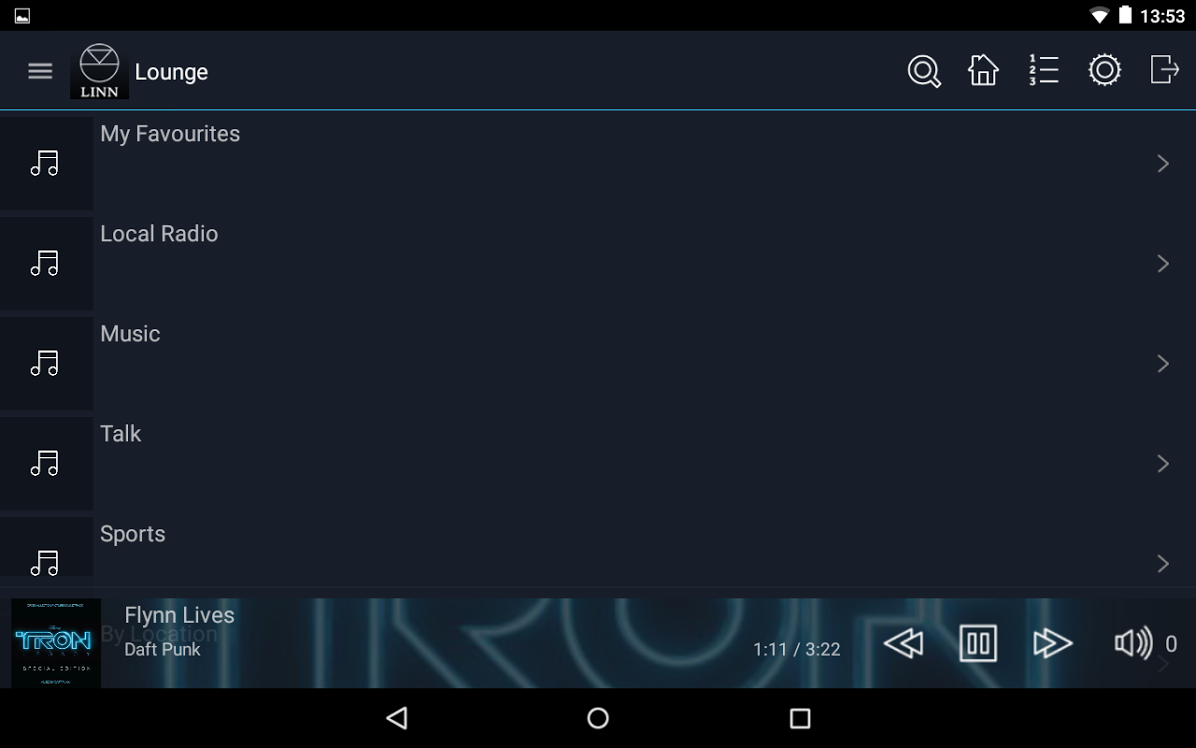 13:53
LINN
Lounge
1
2
3
My Favourites
Local Radio
Music
Talk
Sports
By Location
Flynn Lives
Daft Punk
1:11 / 3:22
0
TRON
SPECIAL EDITION